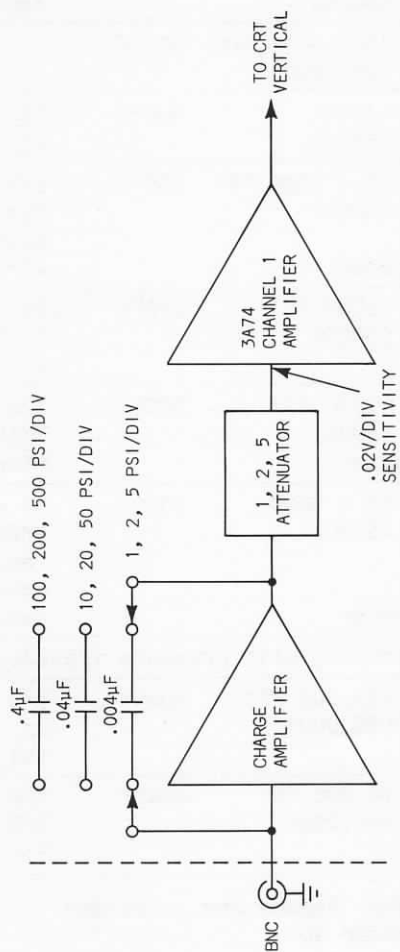 .4µF
100, 200, 500 PSI/DIV
.04µF
10, 20, 50 PSI/DIV
.004µF
1, 2, 5 PSI/DIV
BNC
CHARGE
AMPLIFIER
1, 2, 5
ATTENUATOR
.02V/DIV
SENSITIVITY
3A74
CHANNEL 1
AMPLIFIER
TO CRT
VERTICAL